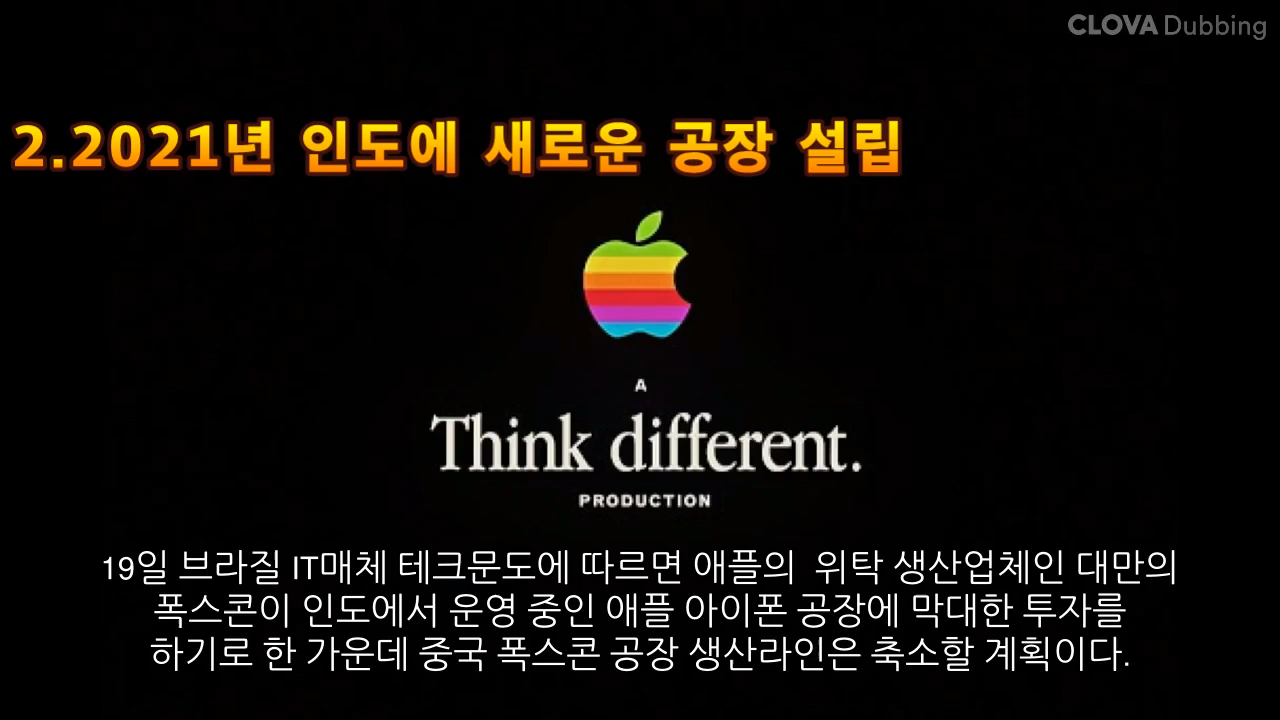 CLOVA Dubbing
2.2021년 인도에 새로운 공장 설립
A
Think different.
PRODUCTION
19일 브라질 IT매체 테크문도에 따르면 애플의 위탁 생산업체인 대만의
폭스콘이 인도에서 운영 중인 애플 아이폰 공장에 막대한 투자를
하기로 한 가운데 중국 폭스콘 공장 생산라인은 축소할 계획이다.